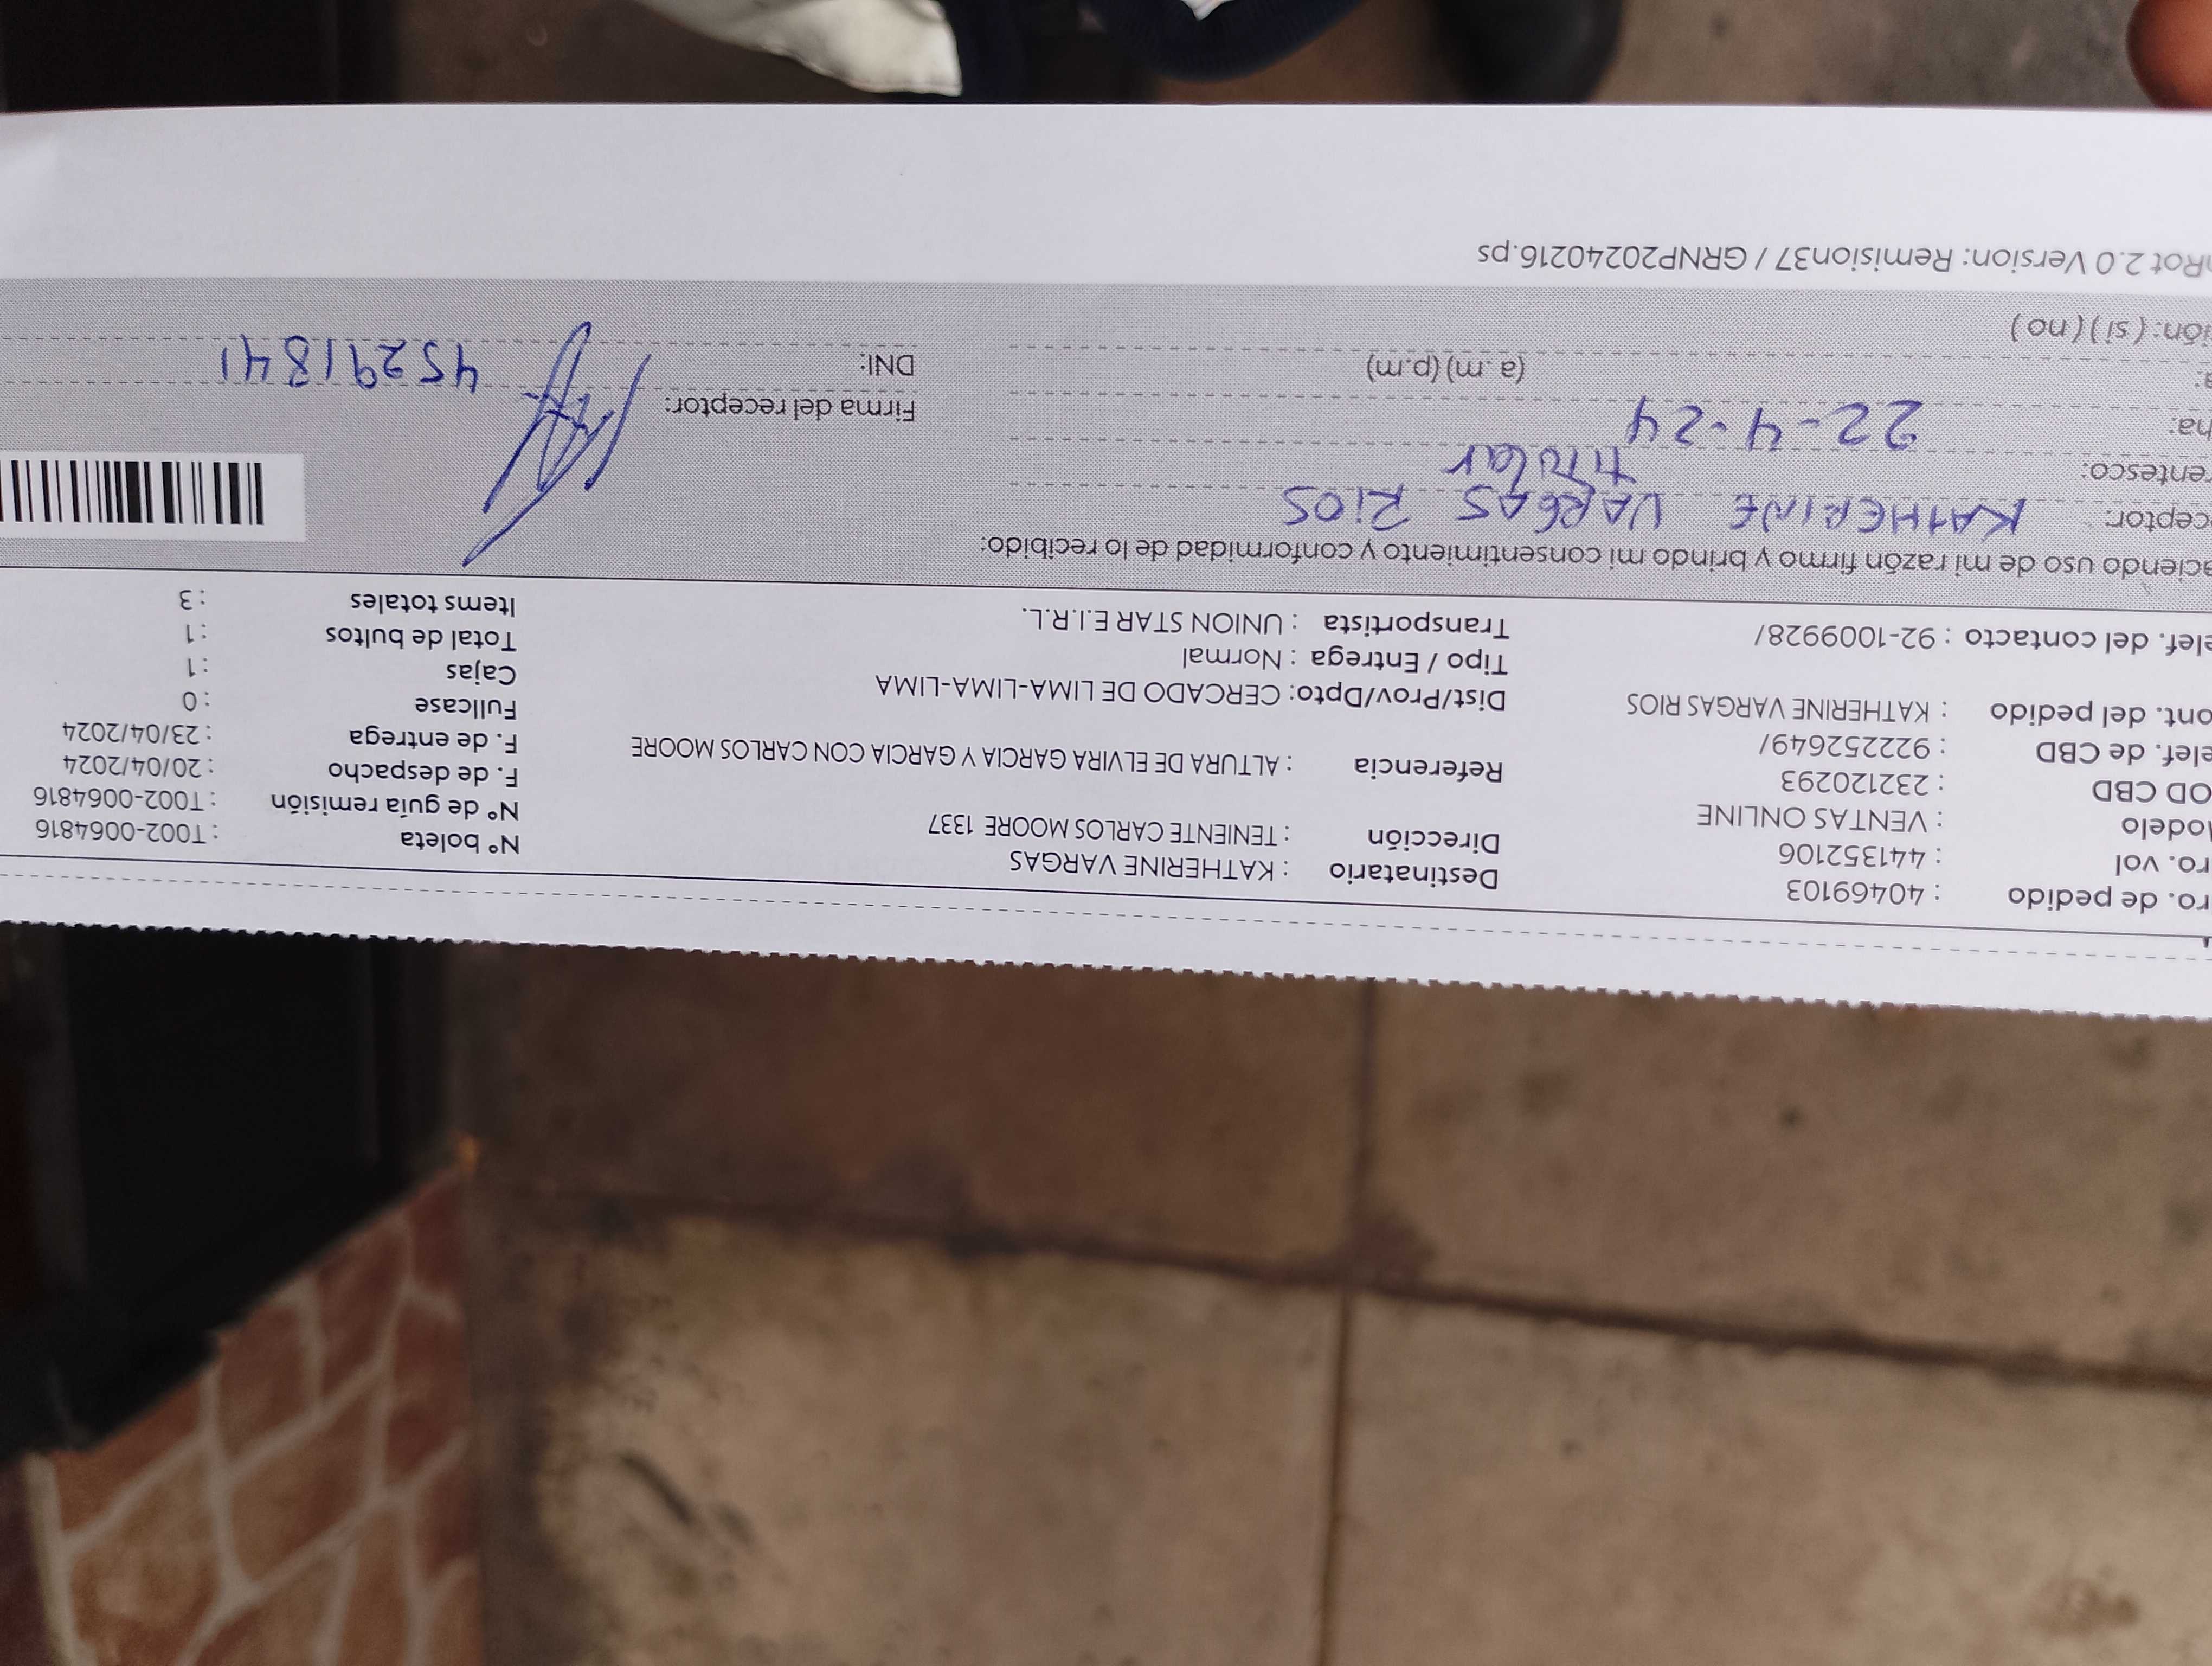 ro. de pedido : 40469103
ro. vol : 441352106
odelo : VENTAS ONLINE
OD CBD : 232120293
elef. de CBD : 922252649/
ont. del pedido : KATHERINE VARGAS RIOS
elef. del contacto : 92-1009928/
Destinatario : KATHERINE VARGAS
Dirección : TENIENTE CARLOS MOORE 1337
Referencia : ALTURA DE ELVIRA GARCIA Y GARCIA CON CARLOS MOORE
Dist/Prov/Dpto: CERCADO DE LIMA-LIMA-LIMA
Tipo / Entrega : Normal
Transportista : UNION STAR E.I.R.L.
N° boleta : T002-0064816
N° de guía remisión : T002-0064816
F. de despacho : 20/04/2024
F. de entrega : 23/04/2024
Fullcase : 0
Cajas : 1
Total de bultos : 1
Items totales : 3
aciendo uso de mi razón firmo y brindo mi consentimiento y conformidad de lo recibido:
ceptor: KATHERINE VARGAS RIOS
entesco: titular
ha: 22-4-24
a: (a.m)(p.m)
ión: (si)(no)
Firma del receptor:
DNI: 45291841
Rot 2.0 Version: Remision37 / GRNP20240216.ps